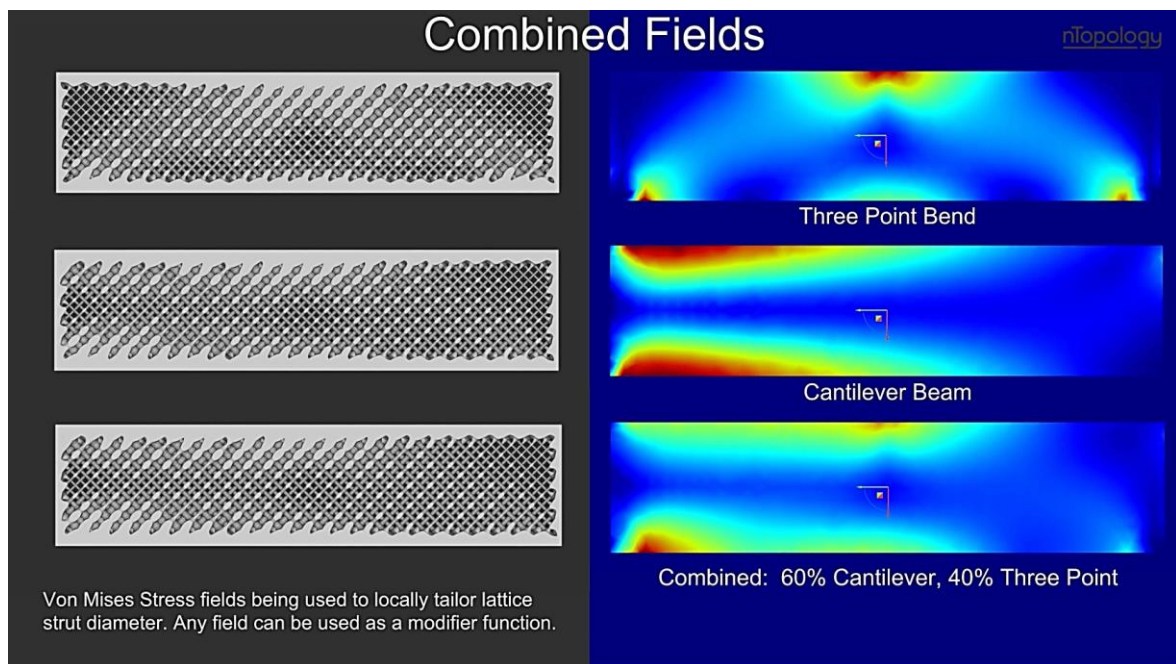 Combined Fields
nTopology
Three Point Bend
Cantilever Beam
Combined: 60% Cantilever, 40% Three Point
Von Mises Stress fields being used to locally tailor lattice
strut diameter. Any field can be used as a modifier function.